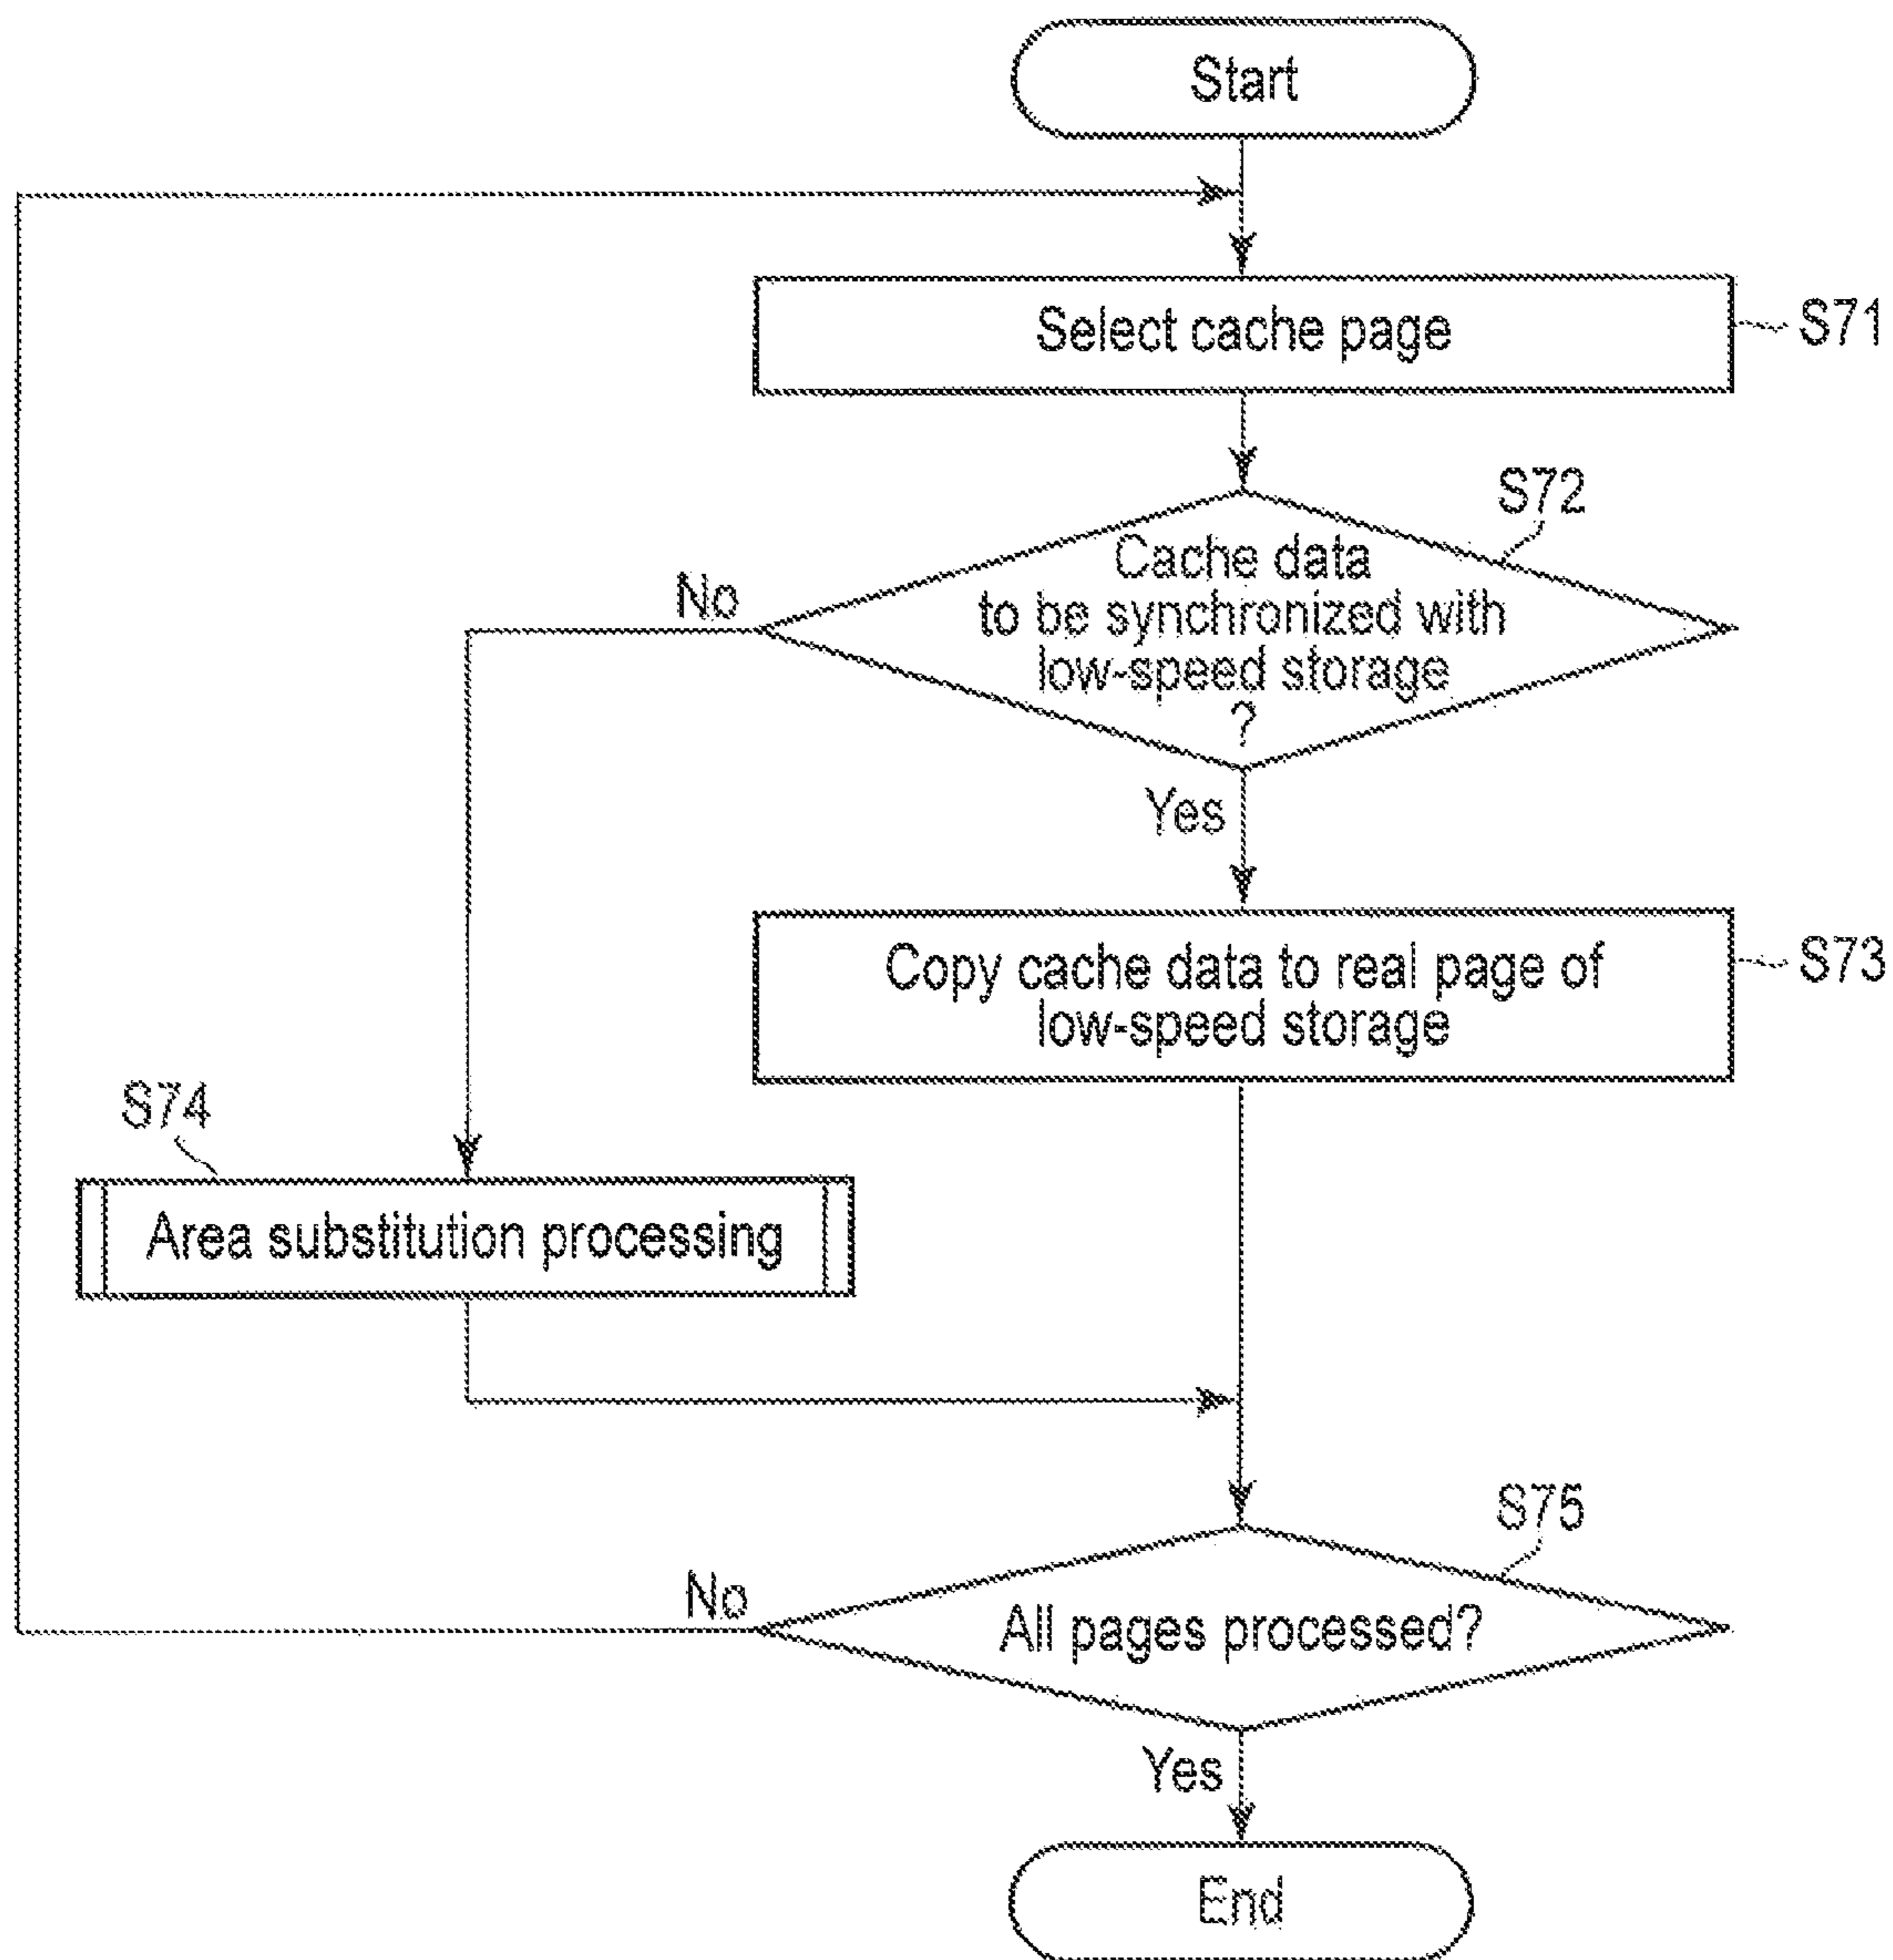 Start
Select cache page
S71
S72
Cache data
to be synchronized with
low-speed storage
?
No
Yes
Copy cache data to real page of
low-speed storage
S73
S74
Area substitution processing
S75
All pages processed?
No
Yes
End